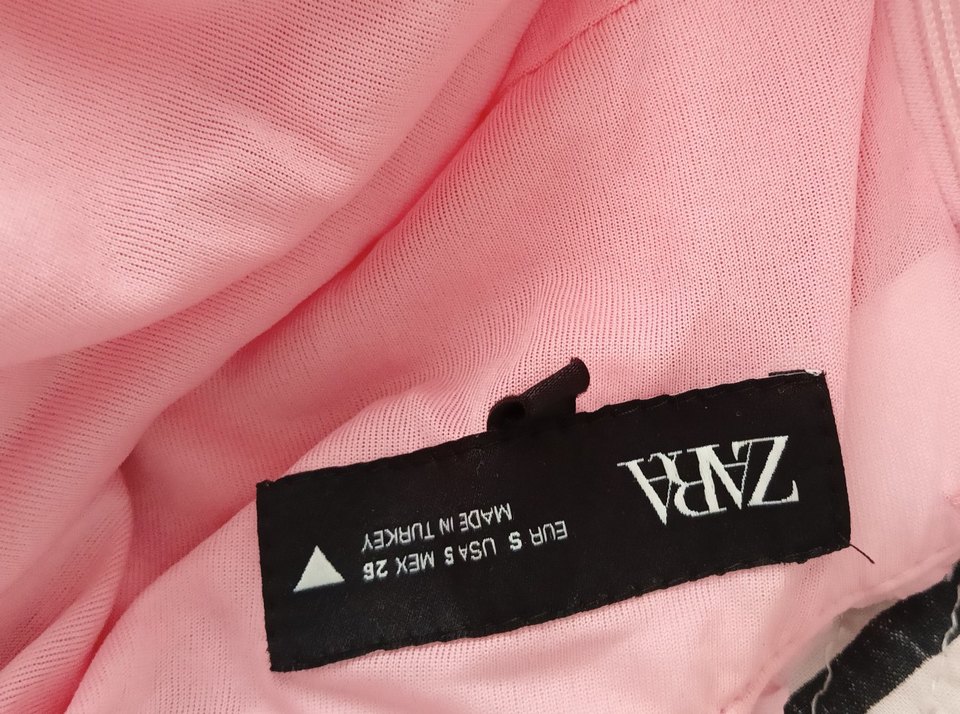 ZARA
EUR S USA S MEX 26
MADE IN TURKEY